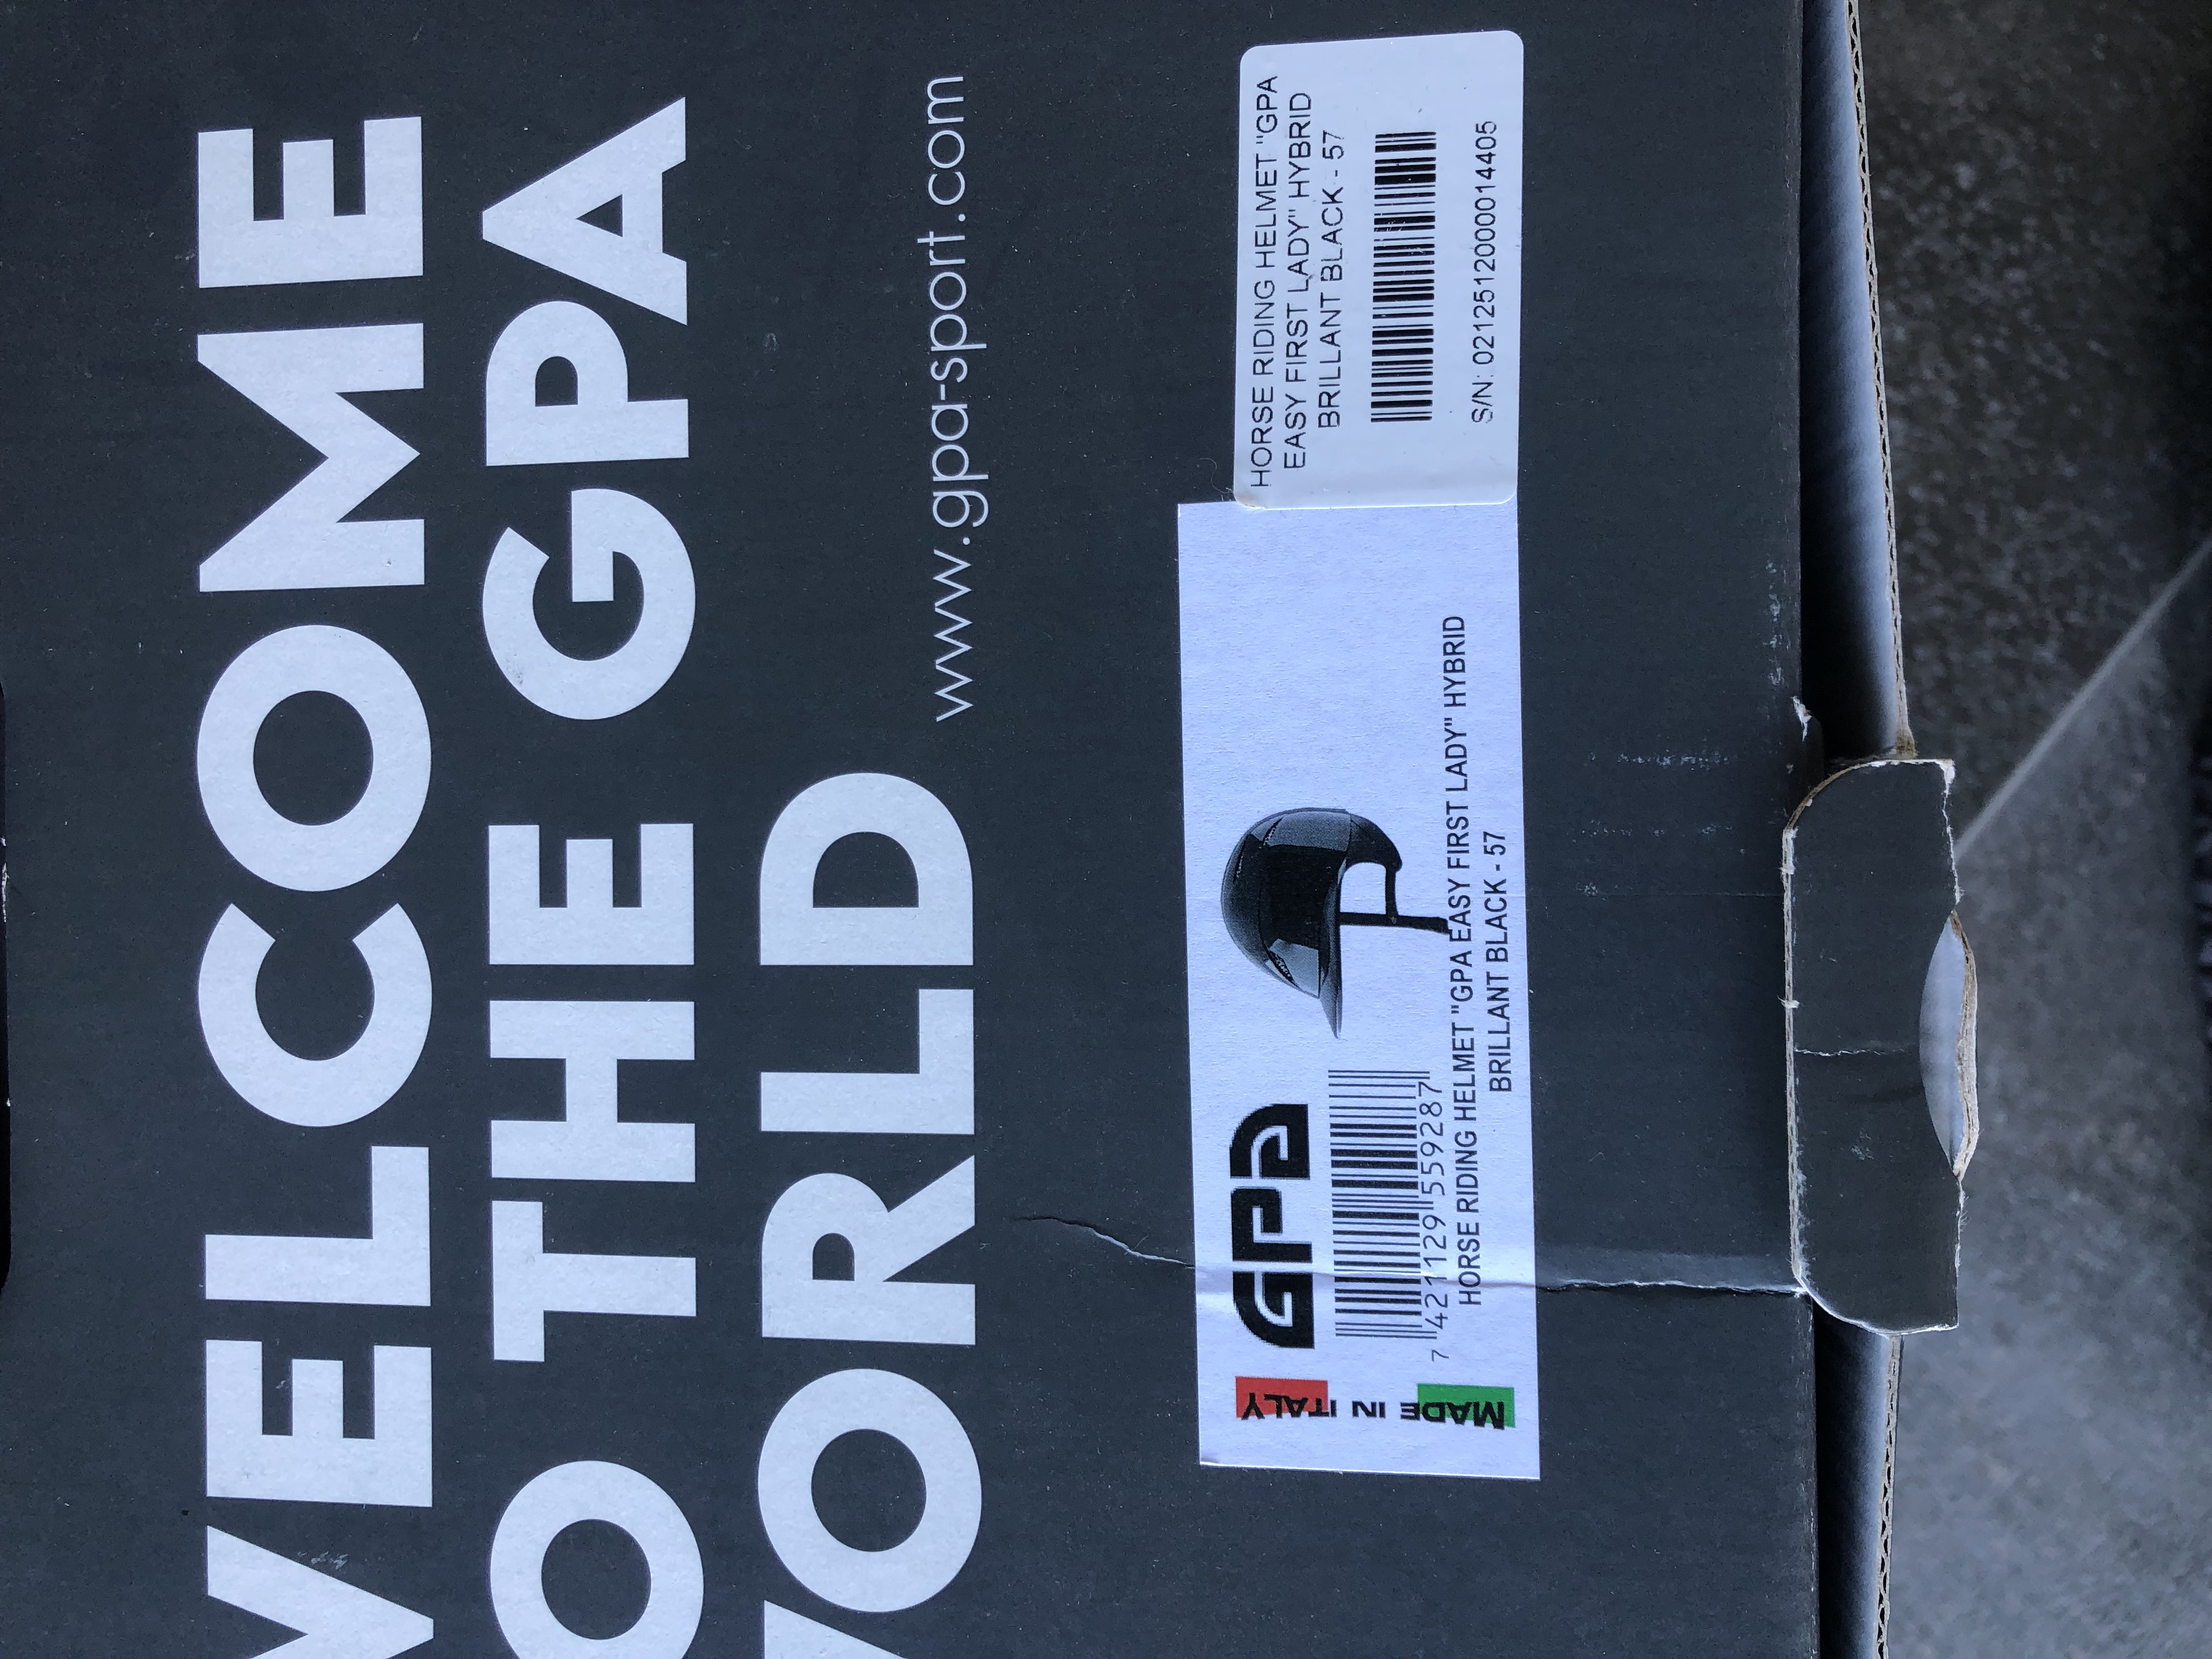 WELCOME
TO THE GPA
WORLD
www.gpa-sport.com
MADE IN ITALY
GPA
7 421129 559287
HORSE RIDING HELMET "GPA EASY FIRST LADY" HYBRID
BRILLANT BLACK - 57
HORSE RIDING HELMET "GPA
EASY FIRST LADY" HYBRID
BRILLANT BLACK - 57
S/N: 0212512000014405